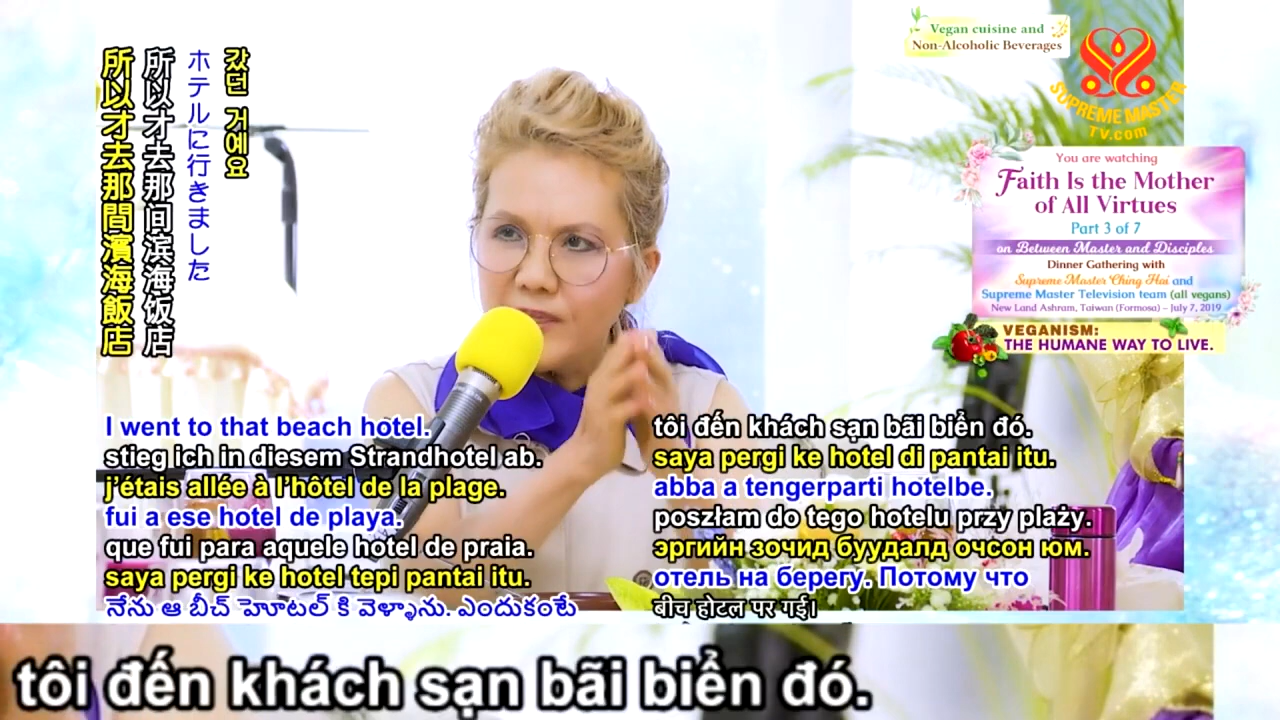 Vegan cuisine and
Non-Alcoholic Beverages
SUPREME MASTER
TV.com
You are watching
Faith Is the Mother
of All Virtues
Part 3 of 7
on Between Master and Disciples
Dinner Gathering with
Supreme Master Ching Hai and
Supreme Master Television team (all vegans)
New Land Ashram, Taiwan (Formosa) – July 7, 2019
VEGANISM:
THE HUMANE WAY TO LIVE.
갔던 거예요
ホテルに行きました
所以才去那间滨海饭店
所以才去那間濱海飯店
I went to that beach hotel.
stieg ich in diesem Strandhotel ab.
j’étais allée à l’hôtel de la plage.
fui a ese hotel de playa.
que fui para aquele hotel de praia.
saya pergi ke hotel tepi pantai itu.
నేను ఆ బీచ్ హెూటల్ కి వెళ్ళాను. ఎందుకంటే
tôi đến khách sạn bãi biển đó.
saya pergi ke hotel di pantai itu.
abba a tengerparti hotelbe.
poszłam do tego hotelu przy plaży.
эргийн зочид буудалд очсон юм.
отель на берегу. Потому что
बीच होटल पर गई।
tôi đến khách sạn bãi biển đó.